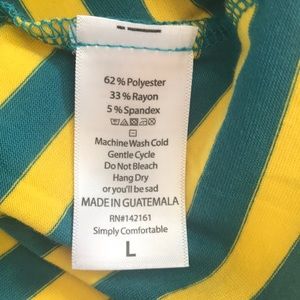 62 % Polyester
33 % Rayon
5 % Spandex
Machine Wash Cold
Gentle Cycle
Do Not Bleach
Hang Dry
or you'll be sad
MADE IN GUATEMALA
RN#142161
Simply Comfortable
L